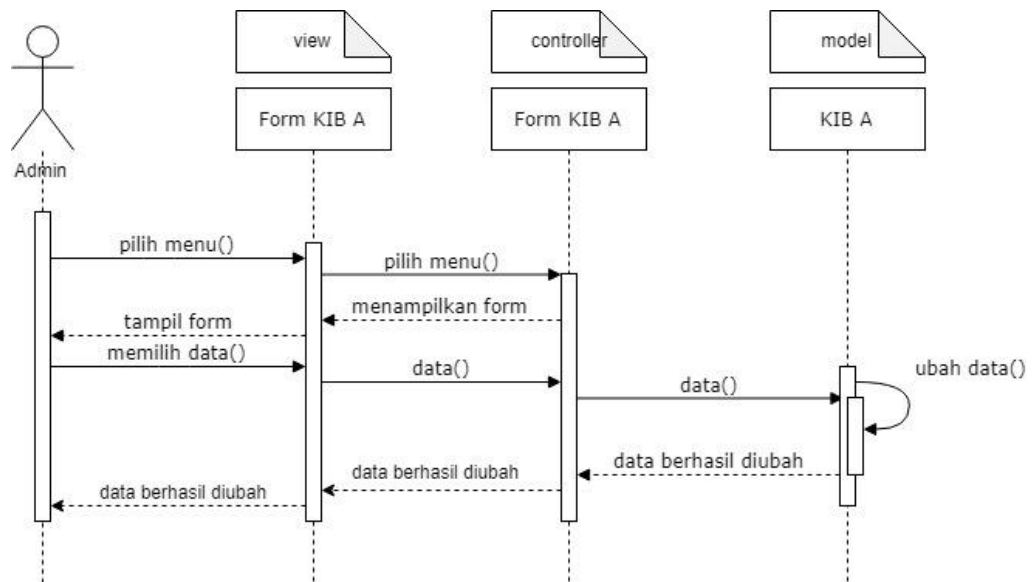 view
controller
model
Form KIB A
Form KIB A
KIB A
Admin
pilih menu()
pilih menu()
menampilkan form
tampil form
memilih data()
data()
ubah data()
data()
data berhasil diubah
data berhasil diubah
data berhasil diubah